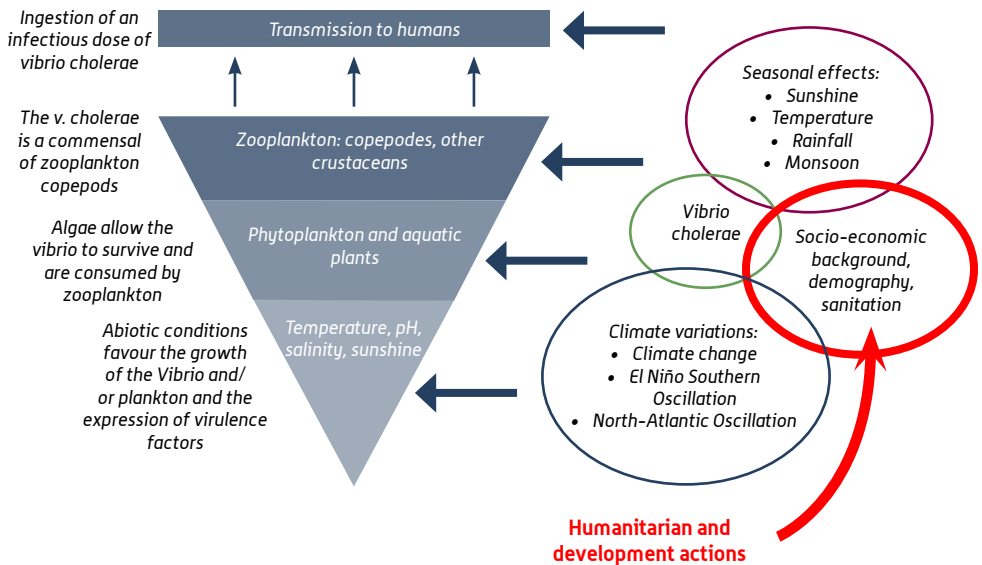 Ingestion of an
infectious dose of
vibrio cholerae
Transmission to humans
The v. cholerae
is a commensal
of zooplankton
copepods
Zooplankton: copepodes, other
crustaceans
Algae allow the
vibrio to survive and
are consumed by
zooplankton
Phytoplankton and aquatic
plants
Abiotic conditions
favour the growth
of the Vibrio and/
or plankton and the
expression of virulence
factors
Temperature, pH,
salinity, sunshine
Seasonal effects:
• Sunshine
• Temperature
• Rainfall
• Monsoon
Vibrio
cholerae
Socio-economic
background,
demography,
sanitation
Climate variations:
• Climate change
• El Niño Southern
Oscillation
• North-Atlantic Oscillation
Humanitarian and
development actions